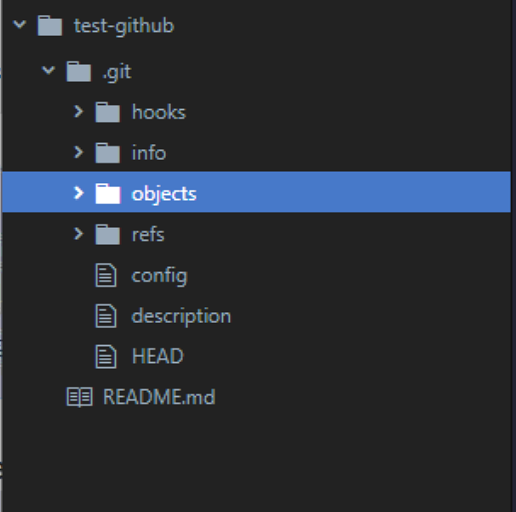 test-github
.git
hooks
info
objects
refs
config
description
HEAD
README.md